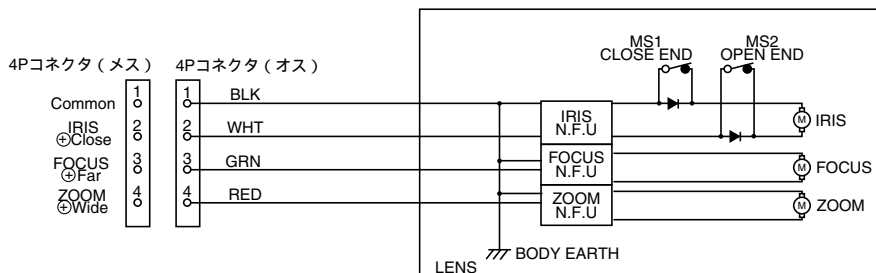 4Pコネクタ（メス）
4Pコネクタ（オス）
MS1
CLOSE END
MS2
OPEN END
Common
1
1
BLK
IRIS
⊕Close
2
2
WHT
IRIS
N.F.U
M
IRIS
FOCUS
⊕Far
3
3
GRN
FOCUS
N.F.U
M
FOCUS
ZOOM
⊕Wide
4
4
RED
ZOOM
N.F.U
M
ZOOM
BODY EARTH
LENS